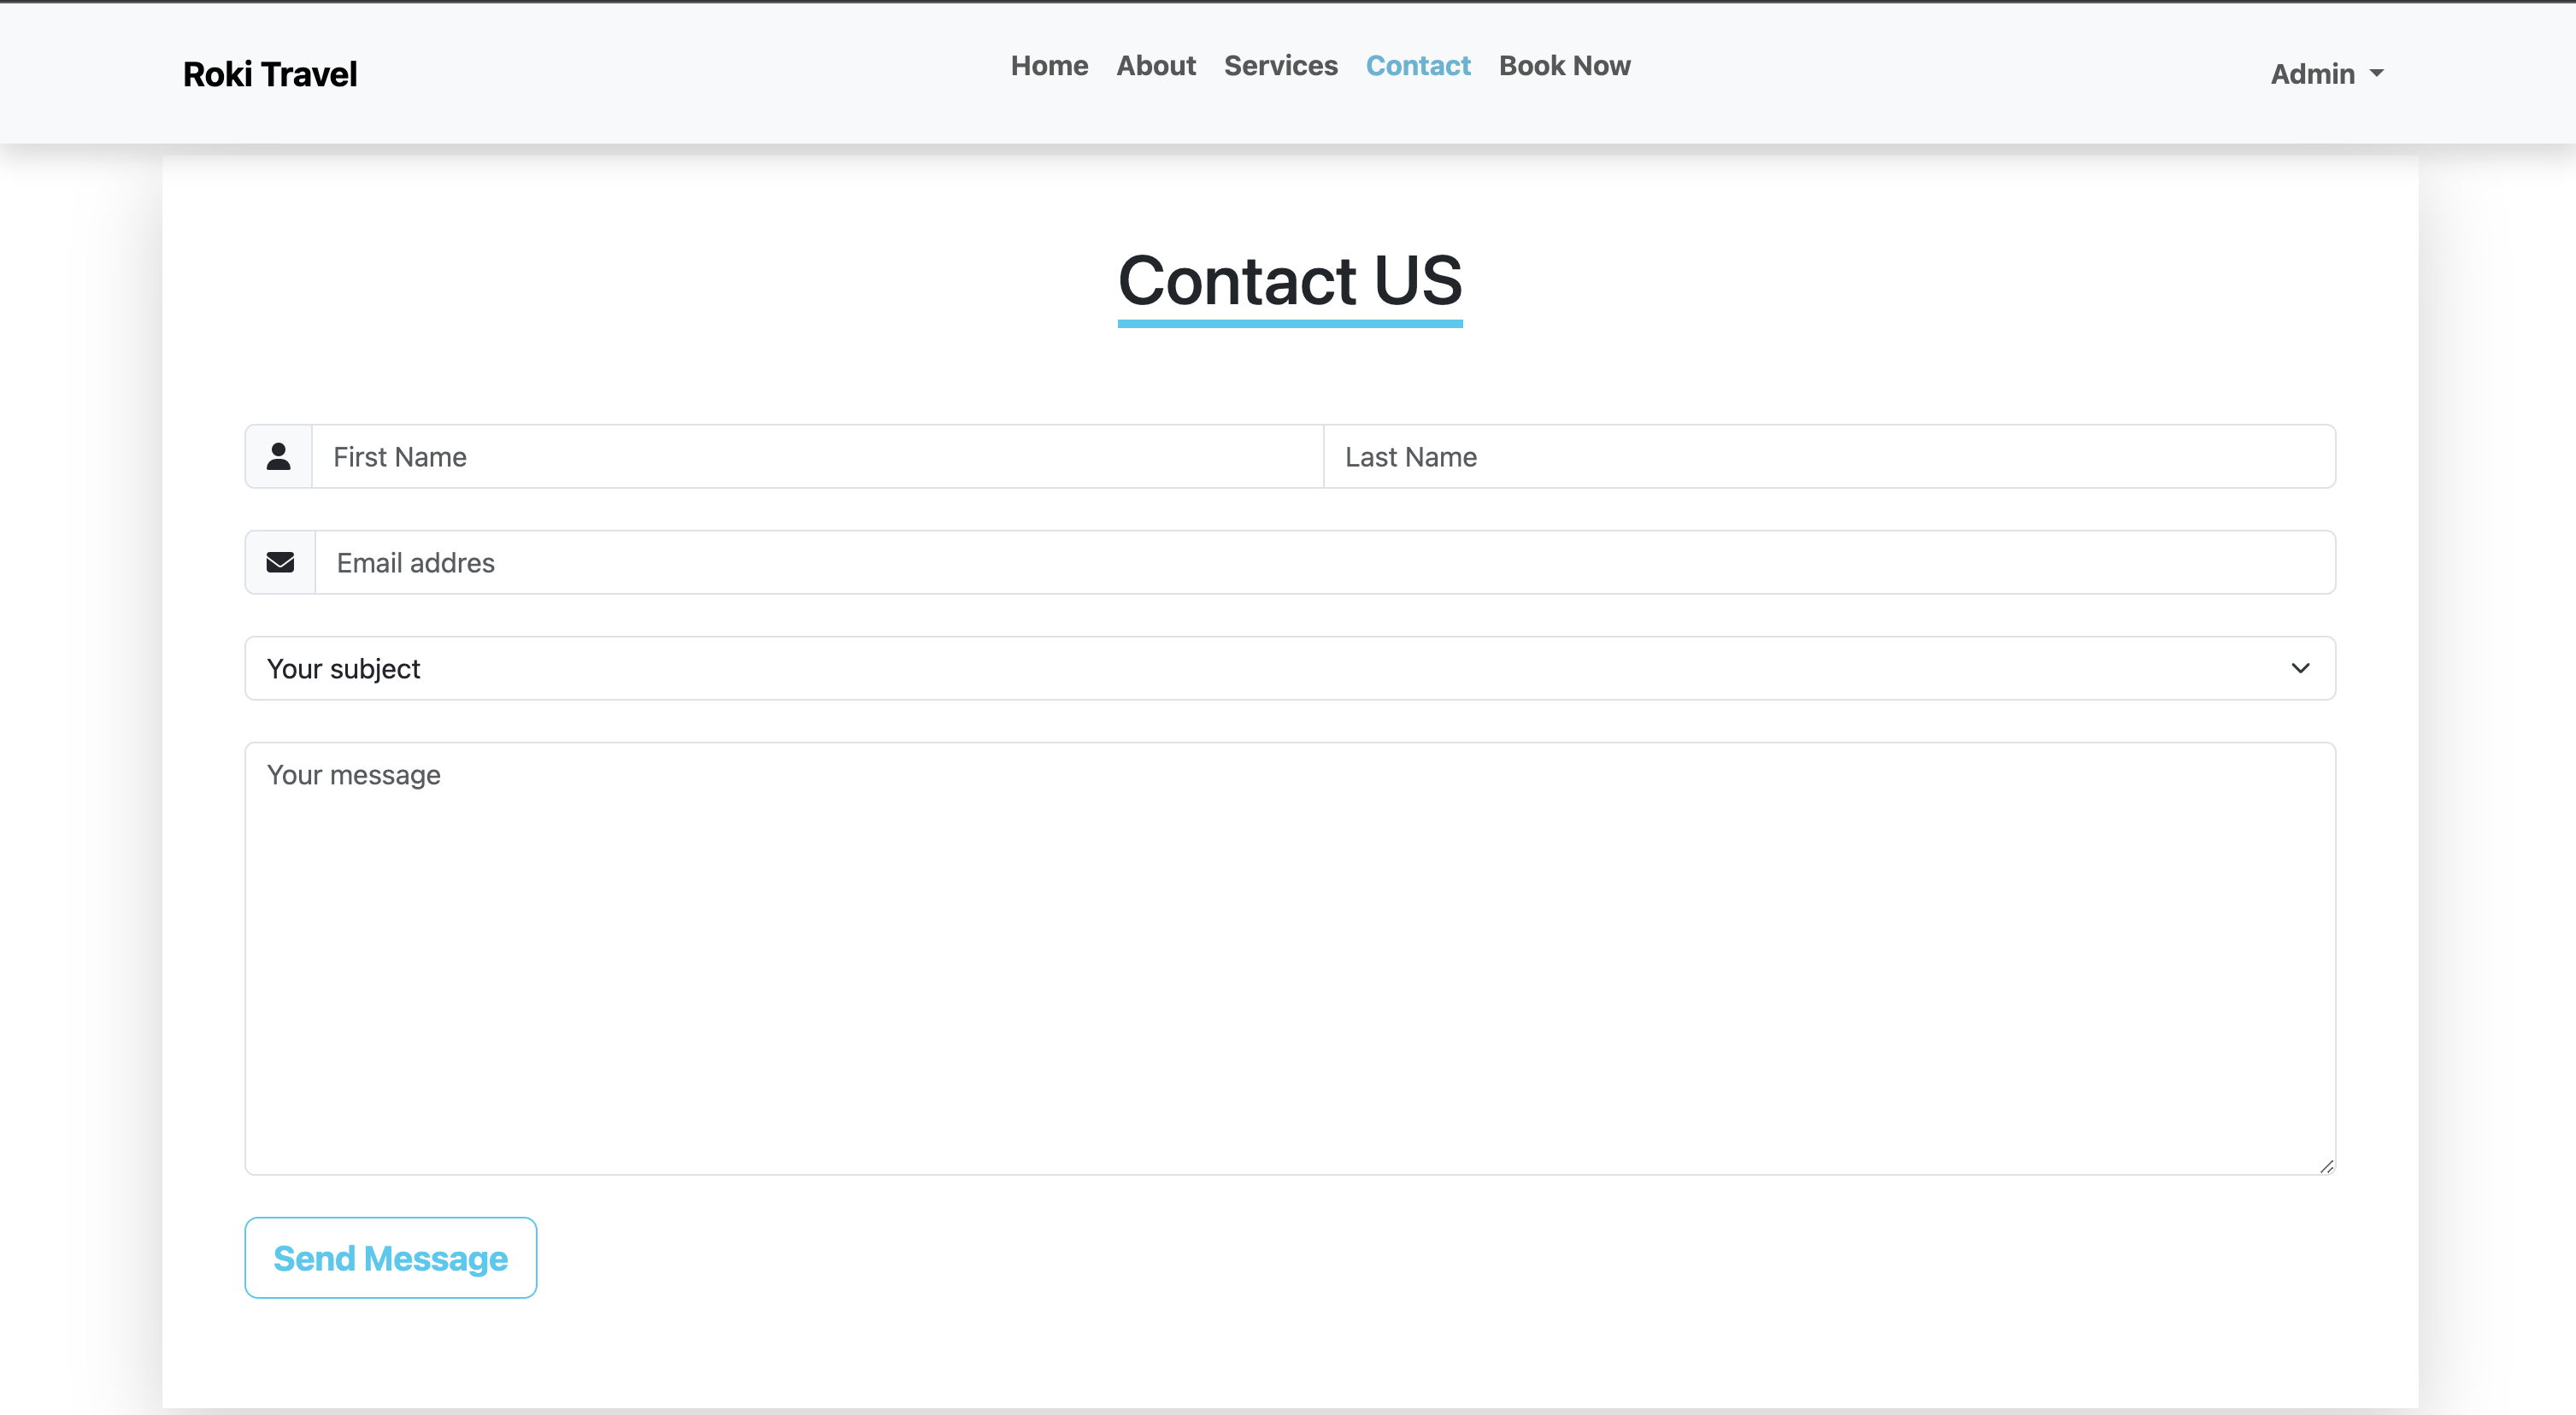 Roki Travel
Home About Services Contact Book Now
Admin
Contact US
First Name Last Name
Email addres
Your subject
Your message
Send Message